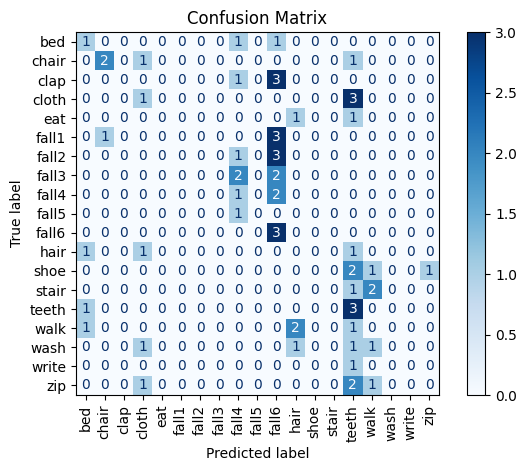 Confusion Matrix
bed 1 0 0 0 0 0 0 0 1 0 1 0 0 0 0 0 0 0 0
chair 0 2 0 1 0 0 0 0 0 0 0 0 0 0 1 0 0 0 0
clap 0 0 0 0 0 0 0 0 1 0 3 0 0 0 0 0 0 0 0
cloth 0 0 0 1 0 0 0 0 0 0 0 0 0 0 3 0 0 0 0
eat 0 0 0 0 0 0 0 0 0 0 0 1 0 0 1 0 0 0 0
fall1 0 1 0 0 0 0 0 0 0 0 3 0 0 0 0 0 0 0 0
fall2 0 0 0 0 0 0 0 0 1 0 3 0 0 0 0 0 0 0 0
fall3 0 0 0 0 0 0 0 0 2 0 2 0 0 0 0 0 0 0 0
fall4 0 0 0 0 0 0 0 0 1 0 2 0 0 0 0 0 0 0 0
fall5 0 0 0 0 0 0 0 0 1 0 0 0 0 0 0 0 0 0 0
fall6 0 0 0 0 0 0 0 0 0 0 3 0 0 0 0 0 0 0 0
hair 1 0 0 1 0 0 0 0 0 0 0 0 0 0 1 0 0 0 0
shoe 0 0 0 0 0 0 0 0 0 0 0 0 0 0 2 1 0 0 1
stair 0 0 0 0 0 0 0 0 0 0 0 0 0 0 1 2 0 0 0
teeth 1 0 0 0 0 0 0 0 0 0 0 0 0 0 3 0 0 0 0
walk 1 0 0 0 0 0 0 0 0 0 0 2 0 0 1 0 0 0 0
wash 0 0 0 1 0 0 0 0 0 0 0 1 0 0 1 1 0 0 0
write 0 0 0 0 0 0 0 0 0 0 0 0 0 0 1 0 0 0 0
zip 0 0 0 1 0 0 0 0 0 0 0 0 0 0 2 1 0 0 0
True label
bed chair clap cloth eat fall1 fall2 fall3 fall4 fall5 fall6 hair shoe stair teeth walk wash write zip
Predicted label
3.0
2.5
2.0
1.5
1.0
0.5
0.0